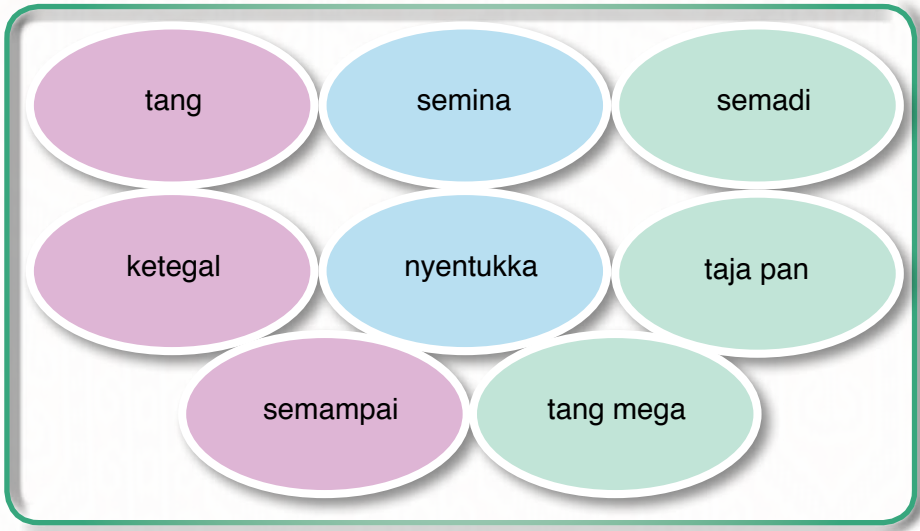 tang
semina
semadi
ketegal
nyentukka
taja pan
semampai
tang mega